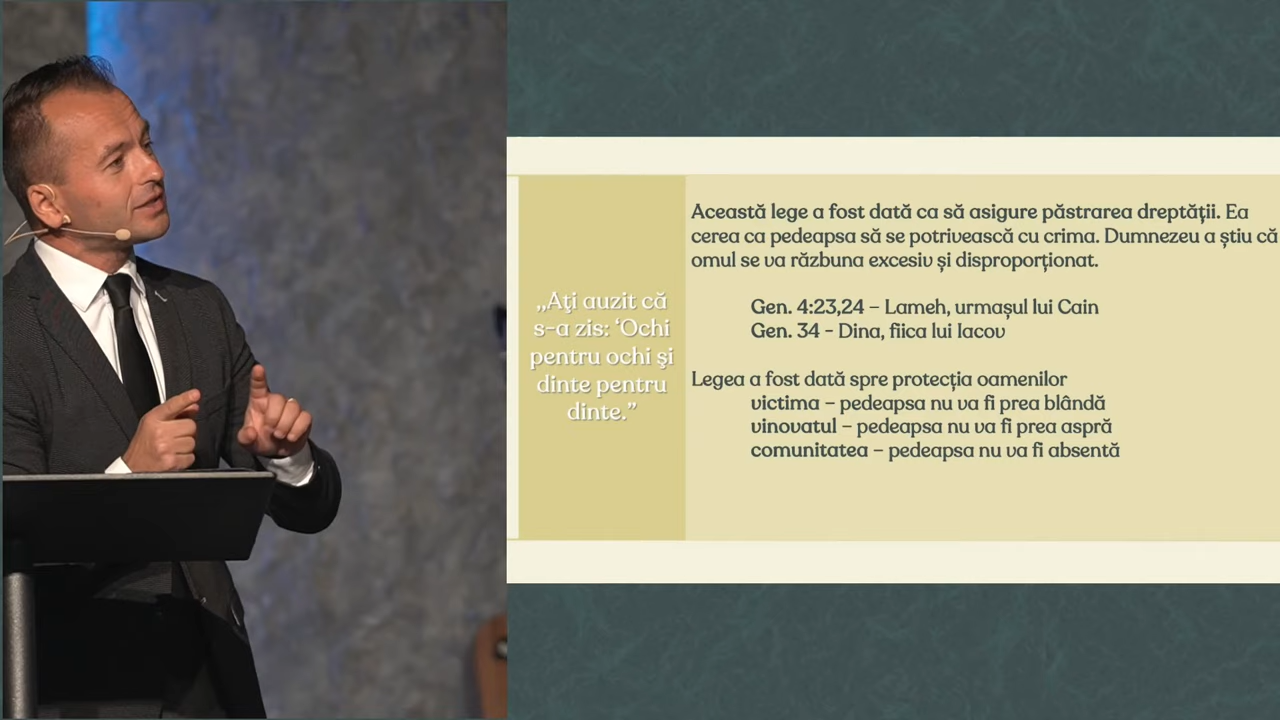 „Aţi auzit că
s-a zis: ‘Ochi
pentru ochi şi
dinte pentru
dinte.”
Această lege a fost dată ca să asigure păstrarea dreptății. Ea
cerea ca pedeapsa să se potrivească cu crima. Dumnezeu a știut că
omul se va răzbuna excesiv și disproporționat.
Gen. 4:23,24 – Lameh, urmașul lui Cain
Gen. 34 - Dina, fiica lui Iacov
Legea a fost dată spre protecția oamenilor
victima – pedeapsa nu va fi prea blândă
vinovatul – pedeapsa nu va fi prea aspră
comunitatea – pedeapsa nu va fi absentă